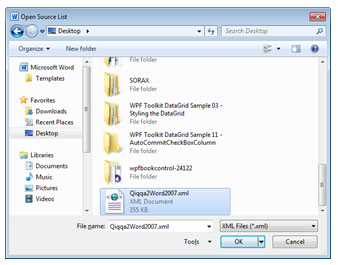 Open Source List
Desktop
Search Desktop
Organize
New folder
Microsoft Word
Templates
Favorites
Downloads
Recent Places
Desktop
Libraries
Documents
Music
Pictures
Videos
File folder
SORAX
File folder
WPF Toolkit DataGrid Sample 03 -
Styling the DataGrid
File folder
WPF Toolkit DataGrid Sample 11 -
AutoCommitCheckBoxColumn
File folder
wpfbookcontrol-24122
File folder
Qiqqa2Word2007.xml
XML Document
355 KB
File name: Qiqqa2Word2007.xml
XML Files (*.xml)
Tools
OK
Cancel